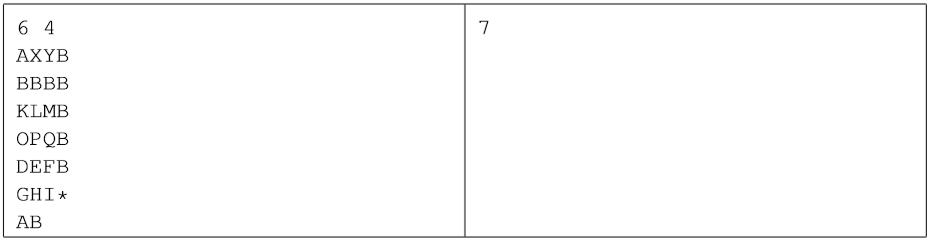 6 4
AXYB
BBBB
KLMB
OPQB
DEFB
GHI*
AB
7